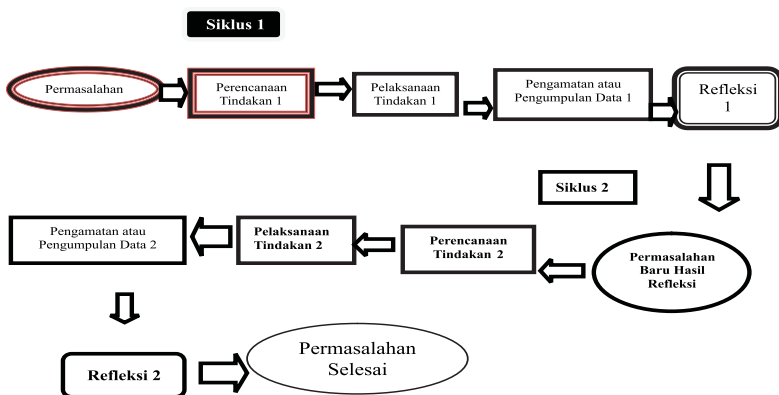 Siklus 1
Permasalahan
Perencanaan
Tindakan 1
Pelaksanaan
Tindakan 1
Pengamatan atau
Pengumpulan Data 1
Refleksi
1
Siklus 2
Permasalahan
Baru Hasil
Refleksi
Perencanaan
Tindakan 2
Pelaksanaan
Tindakan 2
Pengamatan atau
Pengumpulan Data 2
Refleksi 2
Permasalahan
Selesai